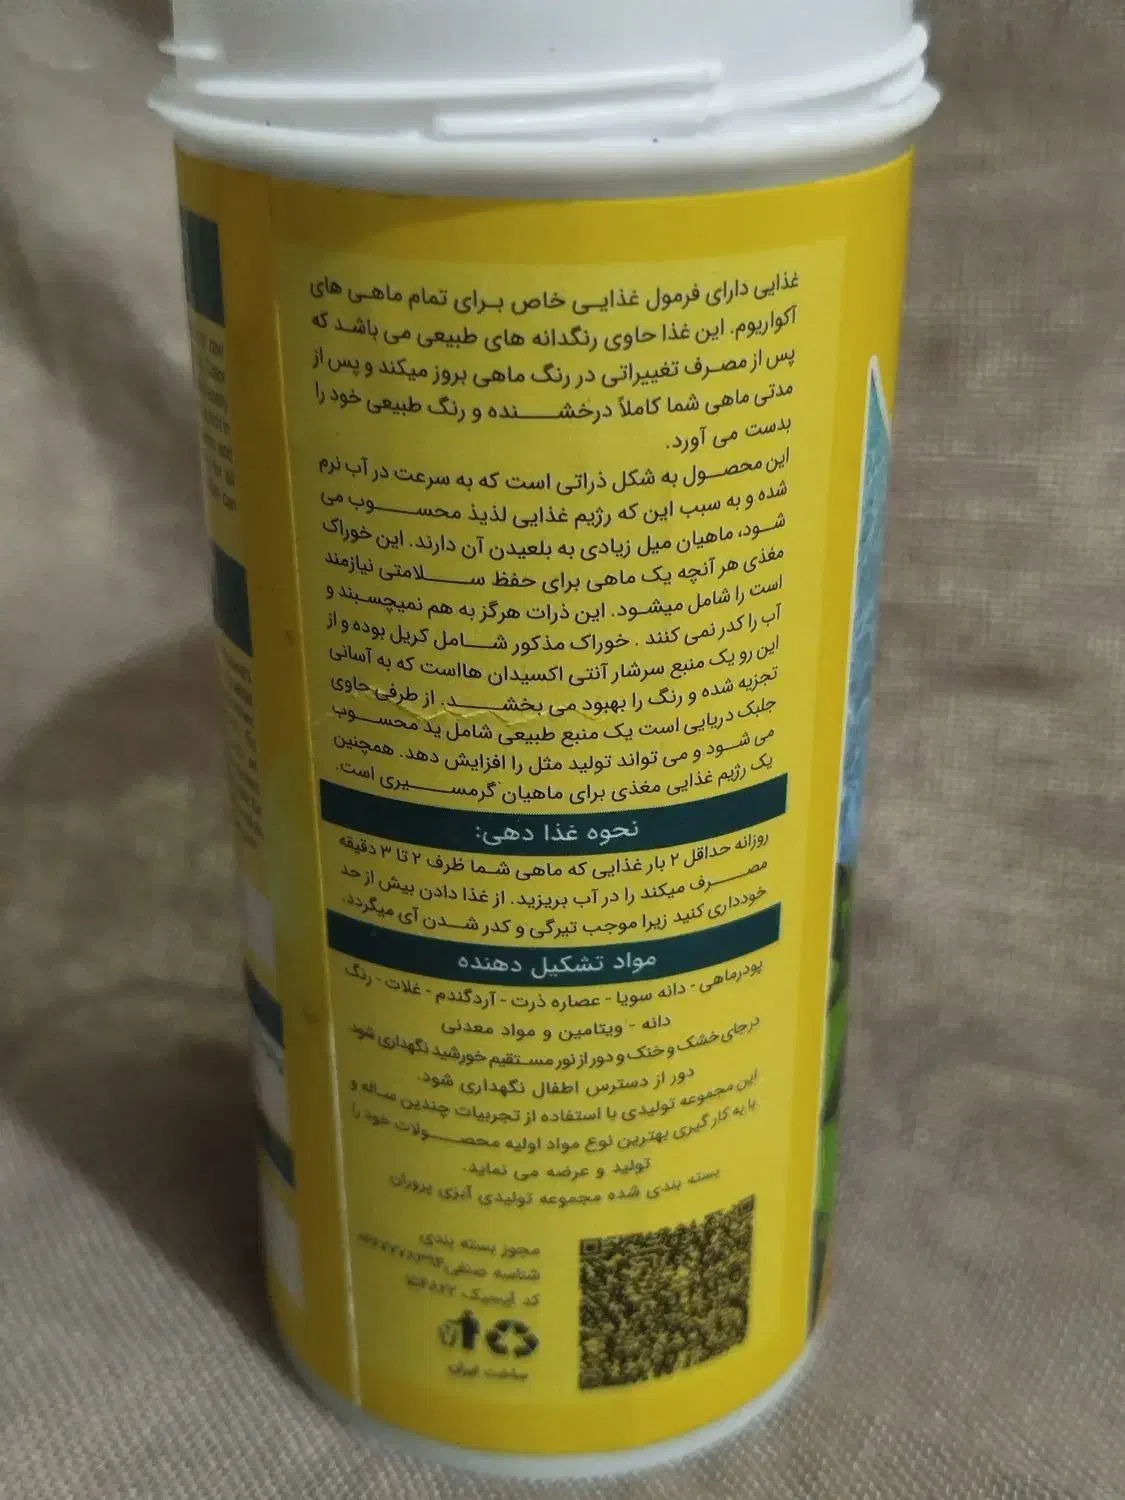 غذایی دارای فرمول غذایی خاص برای تمام ماهی های
آکواریوم. این غذا حاوی رنگدانه های طبیعی می باشد که
پس از مصرف تغییراتی در رنگ ماهی بروز میکند و پس از
مدتی ماهی شما کاملاً درخشنده و رنگ طبیعی خود را
بدست می آورد.
این محصول به شکل ذراتی است که به سرعت در آب نرم
شده و به سبب این که رژیم غذایی لذیذ محسوب می
شود، ماهیان میل زیادی به بلعیدن آن دارند. این خوراک
مغذی هر آنچه یک ماهی برای حفظ سلامتی نیازمند
است را شامل میشود. این ذرات هرگز به هم نمیچسبند و
آب را کدر نمی کنند . خوراک مذکور شامل کریل بوده و از
این رو یک منبع سرشار آنتی اکسیدان هااست که به آسانی
تجزیه شده و رنگ را بهبود می بخشد. از طرفی حاوی
جلبک دریایی است یک منبع طبیعی شامل ید محسوب
می شود و می تواند تولید مثل را افزایش دهد. همچنین
یک رژیم غذایی مغذی برای ماهیان گرمسیری است.
نحوه غذا دهی:
روزانه حداقل ۲ بار غذایی که ماهی شما ظرف ۲ تا ۳ دقیقه
مصرف میکند را در آب بریزید. از غذا دادن بیش از حد
خودداری کنید زیرا موجب تیرگی و کدر شدن آی میگردد.
مواد تشکیل دهنده
پودرماهی - دانه سویا - عصاره ذرت - آردگندم - غلات - رنگ
دانه - ویتامین و مواد معدنی
درجای خشک و خنک و دور از نور مستقیم خورشید نگهداری شود
دور از دسترس اطفال نگهداری شود.
این مجموعه تولیدی با استفاده از تجربیات چندین ساله و
با به کار گیری بهترین نوع مواد اولیه محصولات خود را
تولید و عرضه می نماید.
بسته بندی شده مجموعه تولیدی آبزی پروران
مجوز بسته بندی
شناسه صنفی
کد آیسیک
ساخت ایران